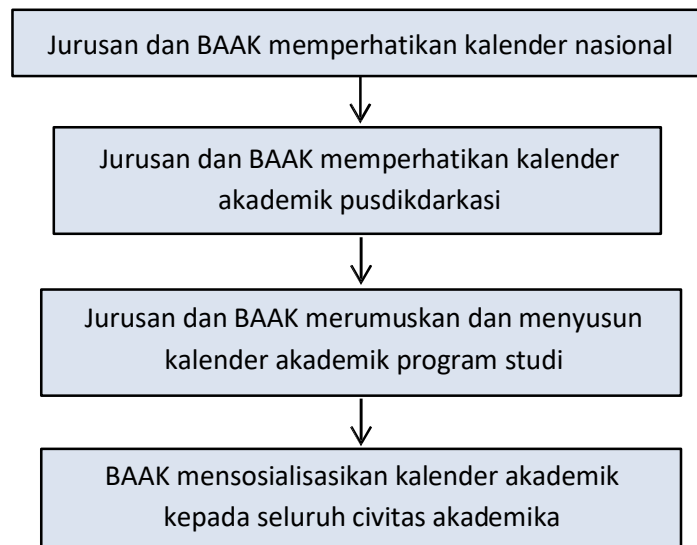 Jurusan dan BAAK memperhatikan kalender nasional
Jurusan dan BAAK memperhatikan kalender
akademik pusdikdarkasi
Jurusan dan BAAK merumuskan dan menyusun
kalender akademik program studi
BAAK mensosialisasikan kalender akademik
kepada seluruh civitas akademika